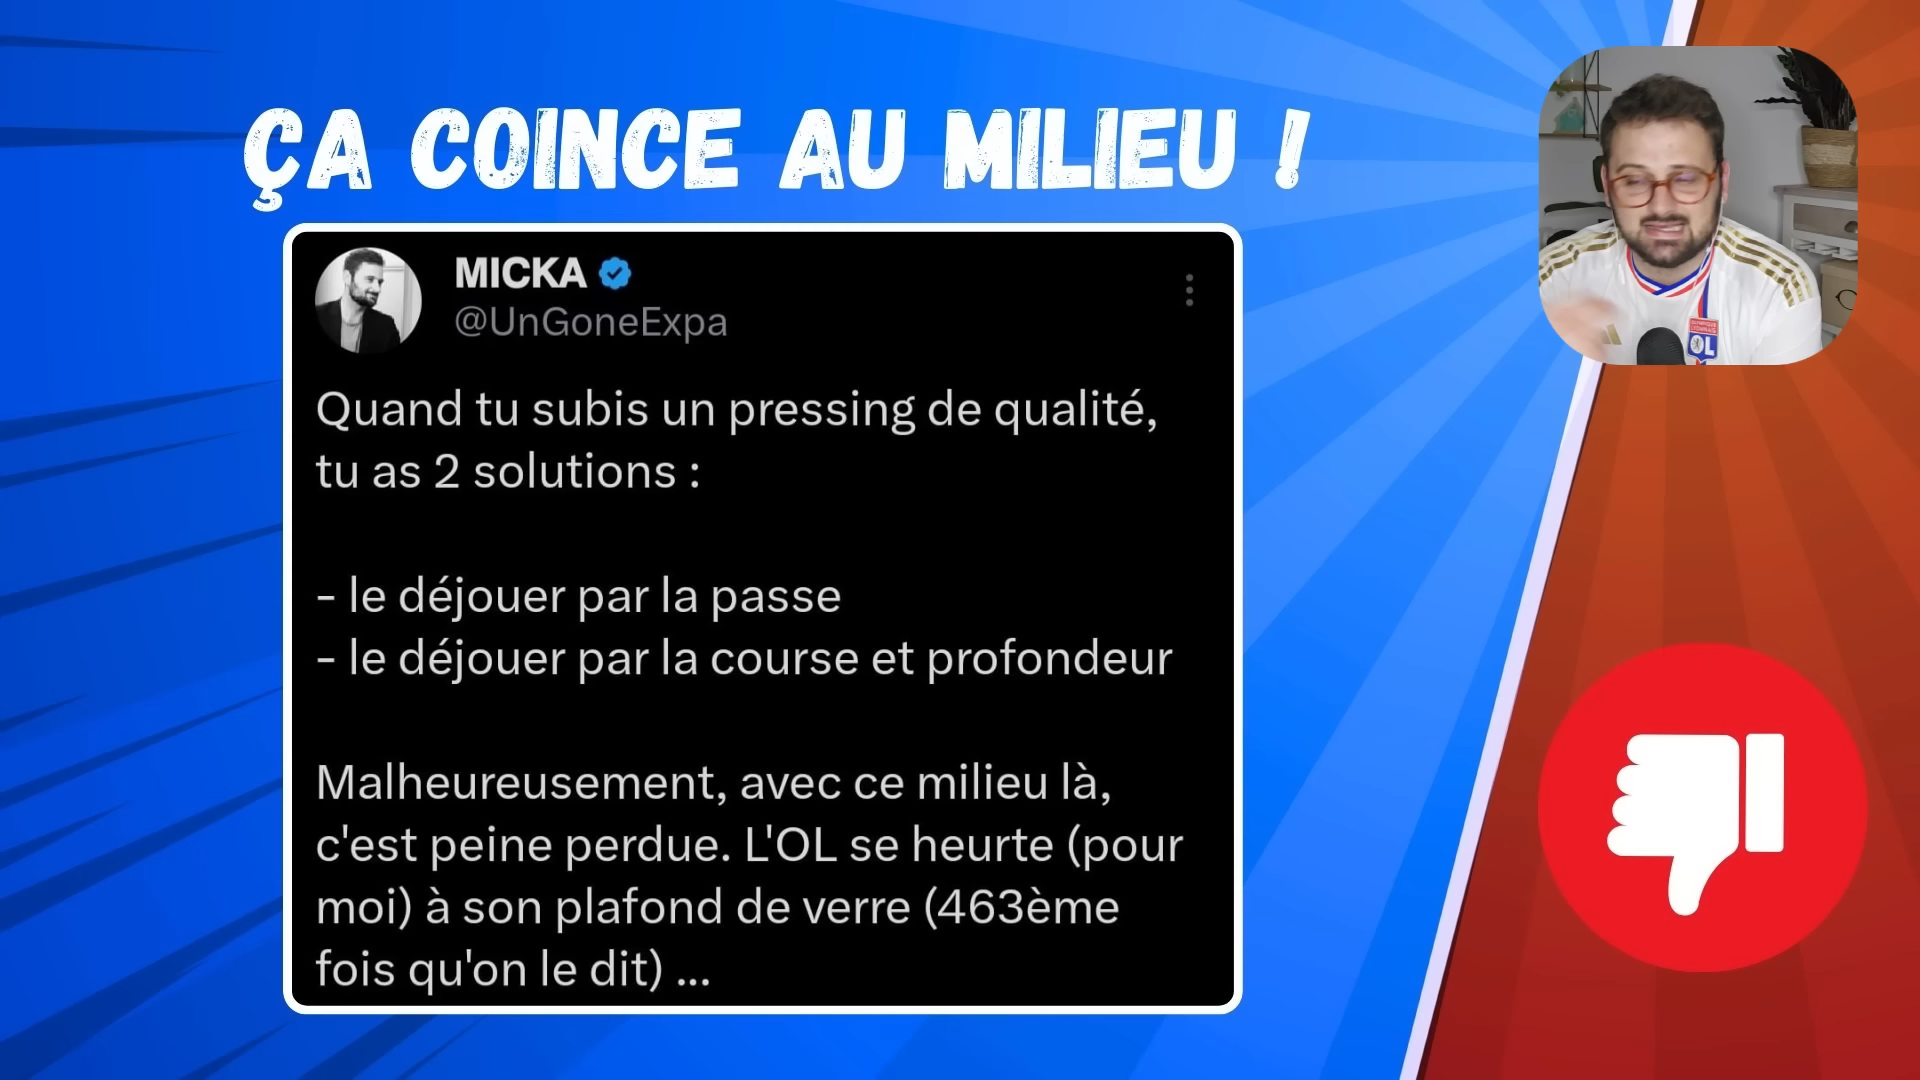 ÇA COINCE AU MILIEU !
MICKA
@UnGoneExpa
Quand tu subis un pressing de qualité,
tu as 2 solutions :
- le déjouer par la passe
- le déjouer par la course et profondeur
Malheureusement, avec ce milieu là,
c'est peine perdue. L'OL se heurte (pour
moi) à son plafond de verre (463ème
fois qu'on le dit) ...
OL